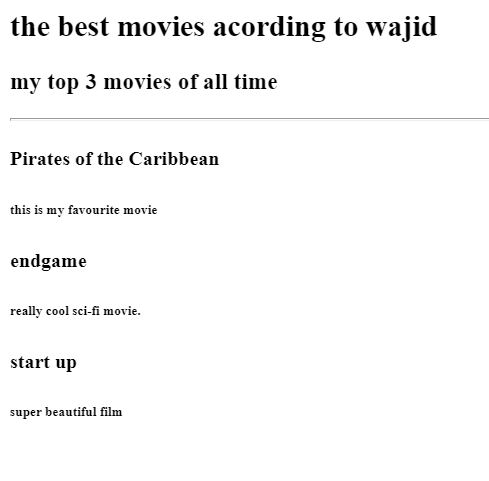 the best movies acording to wajid
my top 3 movies of all time
Pirates of the Caribbean
this is my favourite movie
endgame
really cool sci-fi movie.
start up
super beautiful film